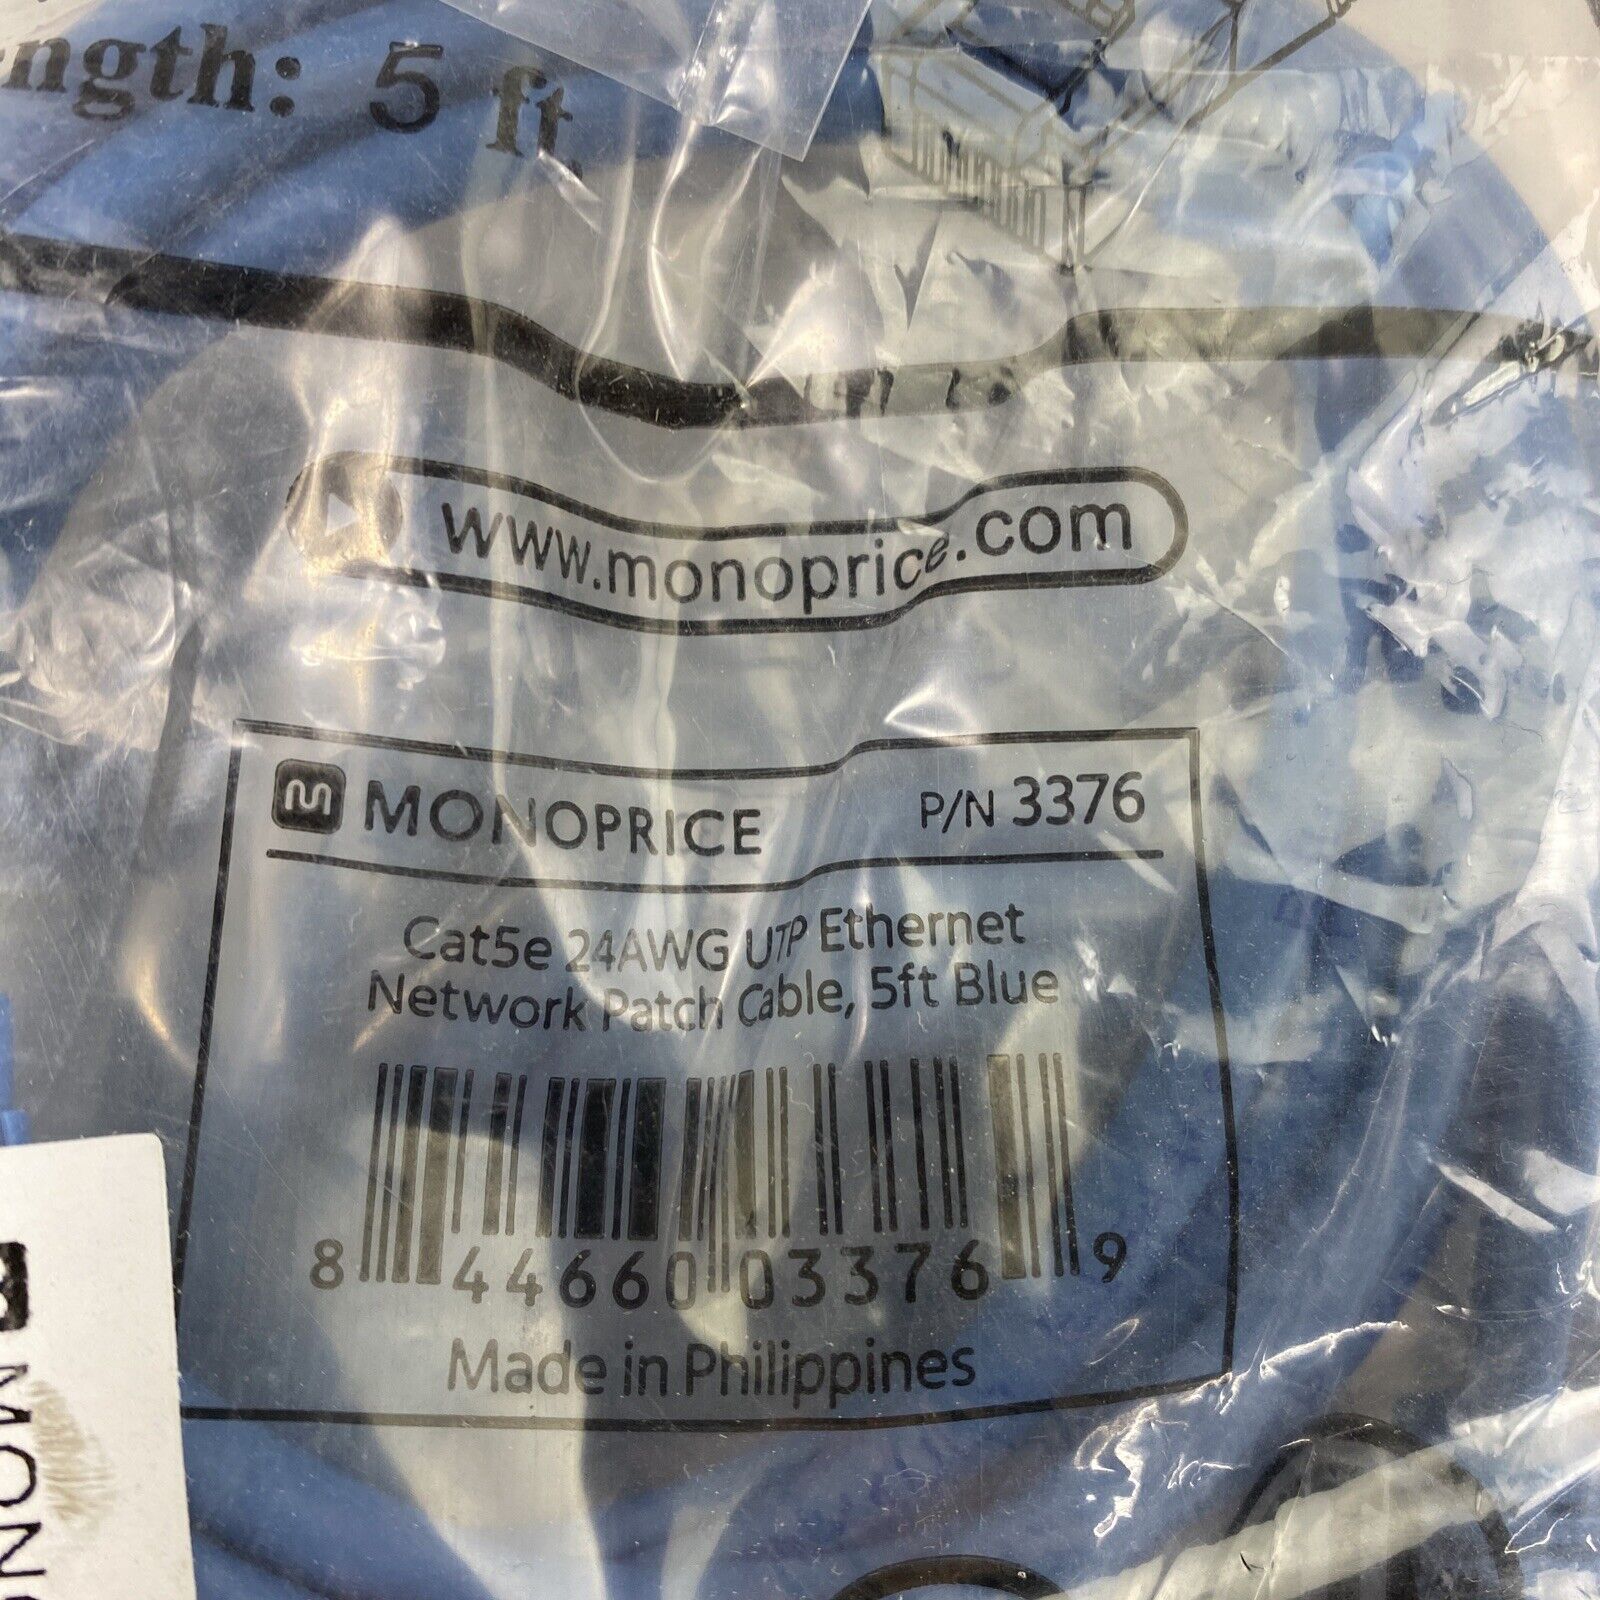 ength: 5 ft.
www.monoprice.com
MONOPRICE P/N 3376
Cat5e 24AWG UTP Ethernet
Network Patch Cable, 5ft Blue
8 44660 03376 9
Made in Philippines
MONO